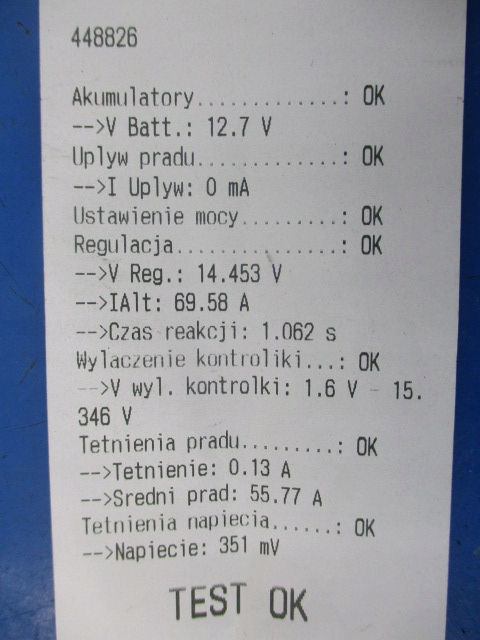 448826
Akumulatory.............: OK
-->V Batt.: 12.7 V
Uplyw pradu.............: OK
-->I Uplyw: 0 mA
Ustawienie mocy.........: OK
Regulacja...............: OK
-->V Reg.: 14.453 V
-->IAlt: 69.58 A
-->Czas reakcji: 1.062 s
Wylaczenie kontroliki...: OK
-->V wyl. kontrolki: 1.6 V - 15.
346 V
Tetnienia pradu.........: OK
-->Tetnienie: 0.13 A
-->Sredni prad: 55.77 A
Tetnienia napiecia......: OK
-->Napiecie: 351 mV
TEST OK